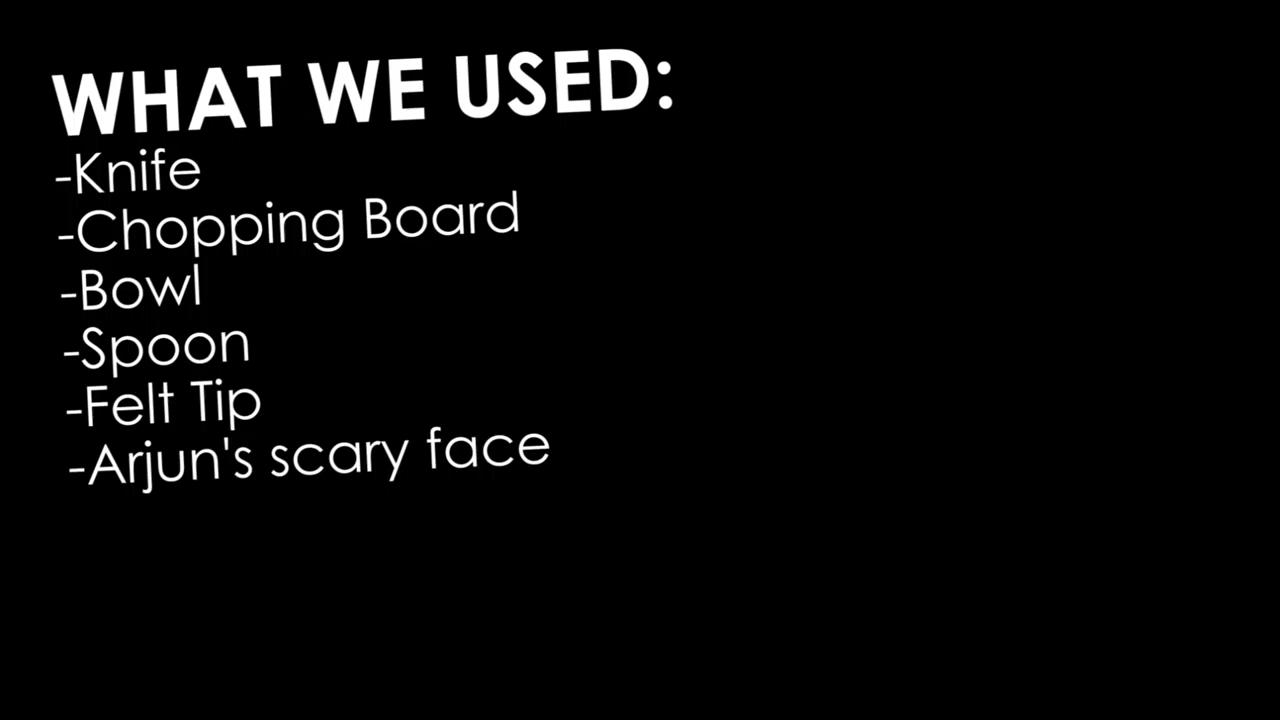 WHAT WE USED:
-Knife
-Chopping Board
-Bowl
-Spoon
-Felt Tip
-Arjun's scary face